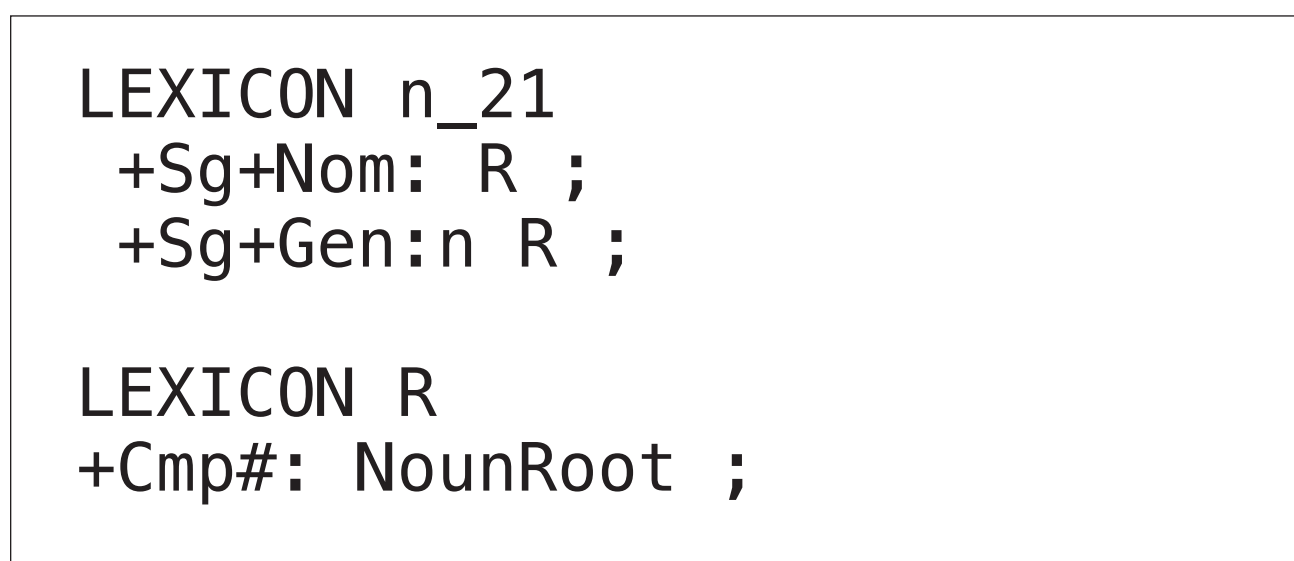 LEXICON n_21
+Sg+Nom: R ;
+Sg+Gen:n R ;
LEXICON R
+Cmp#: NounRoot ;